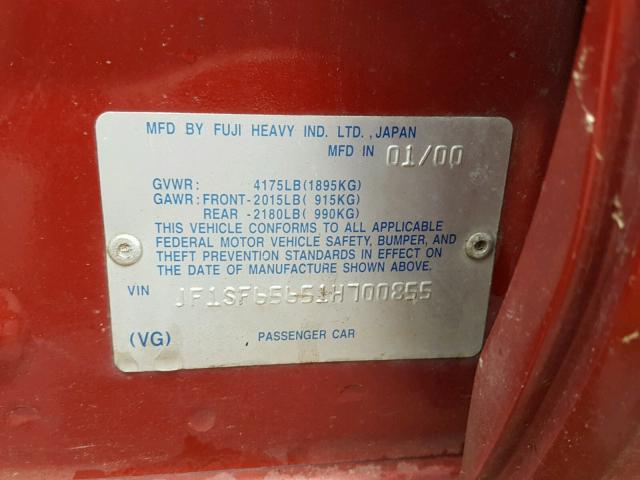 MFD BY FUJI HEAVY IND. LTD., JAPAN
MFD IN 01/00
GVWR: 4175LB(1895KG)
GAWR: FRONT-2015LB( 915KG)
REAR -2180LB( 990KG)
THIS VEHICLE CONFORMS TO ALL APPLICABLE
FEDERAL MOTOR VEHICLE SAFETY, BUMPER, AND
THEFT PREVENTION STANDARDS IN EFFECT ON
THE DATE OF MANUFACTURE SHOWN ABOVE.
VIN JF1SF65651H700855
(VG) PASSENGER CAR